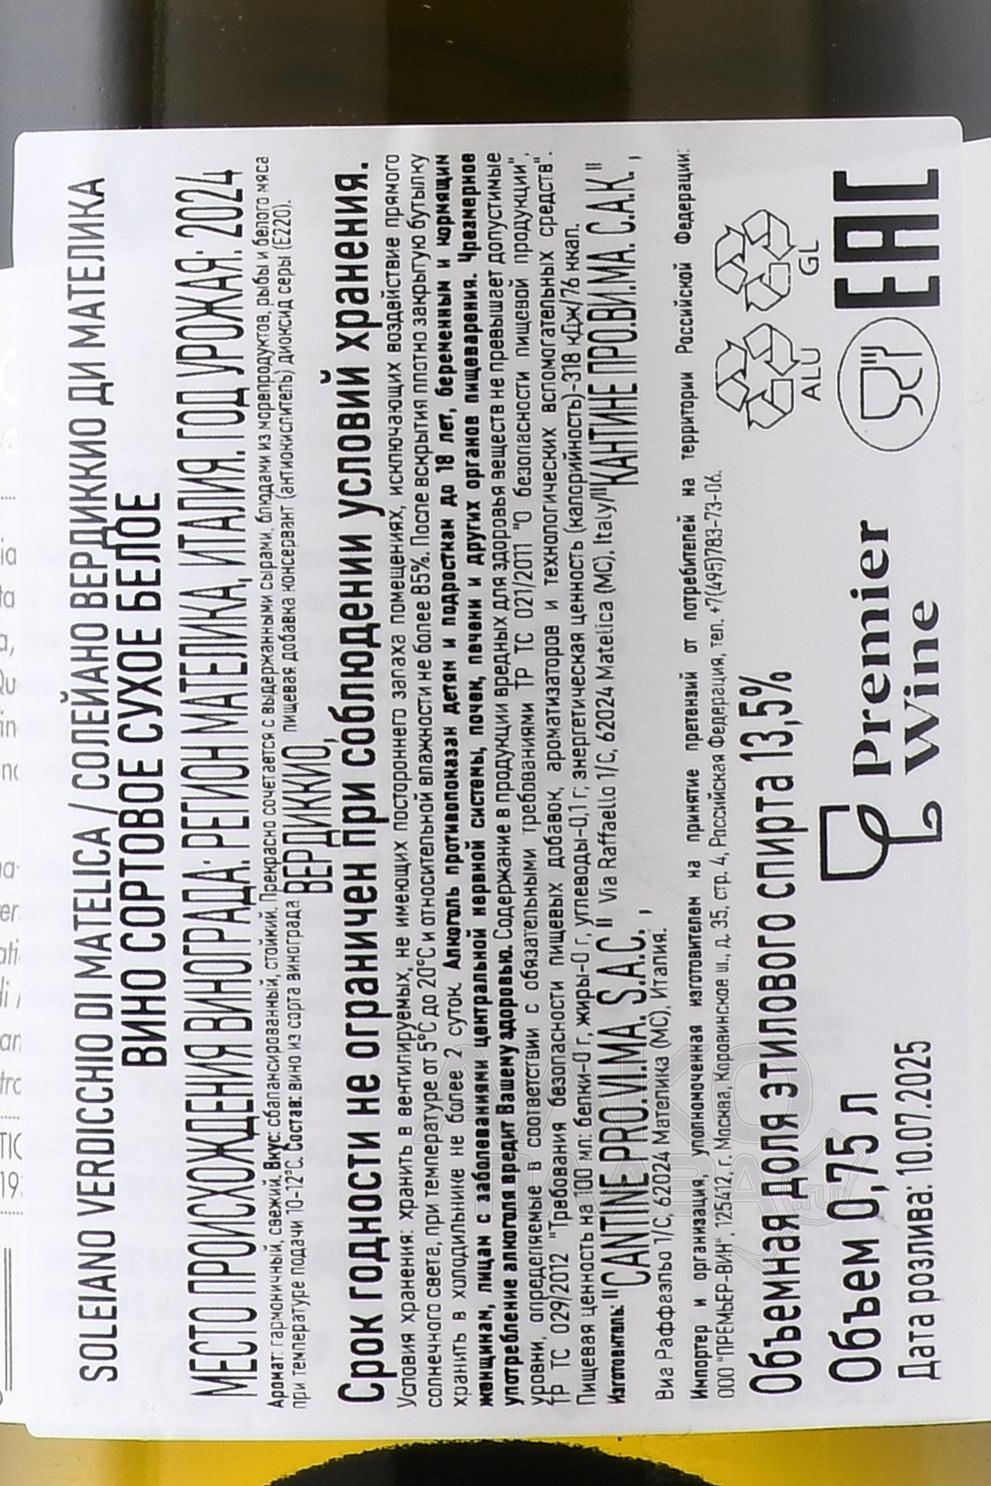 SOLEIANO VERDICCHIO DI MATELICA / СОЛЕЙАНО ВЕРДИККИО ДИ МАТЕЛИКА
ВИНО СОРТОВОЕ СУХОЕ БЕЛОЕ
МЕСТО ПРОИСХОЖДЕНИЯ ВИНОГРАДА: РЕГИОН МАТЕЛИКА, ИТАЛИЯ. ГОД УРОЖАЯ: 2024
Аромат: гармоничный, свежий. Вкус: сбалансированный, стойкий. Прекрасно сочетается с выдержанными сырами, блюдами из морепродуктов, рыбы и белого мяса
при температуре подачи 10-12°С. Состав: вино из сорта винограда ВЕРДИККИО, пищевая добавка консервант (антиокислитель) диоксид серы (Е220).
Срок годности не ограничен при соблюдении условий хранения.
Условия хранения: хранить в вентилируемых, не имеющих постороннего запаха помещениях, исключающих воздействие прямого
солнечного света, при температуре от 5°С до 20°С и относительной влажности не более 85%. После вскрытия плотно закрытую бутылку
хранить в холодильнике не более 2 суток. Алкоголь противопоказан детям и подросткам до 18 лет, беременным и кормящим
женщинам, лицам с заболеваниями центральной нервной системы, почек, печени и других органов пищеварения. Чрезмерное
употребление алкоголя вредит Вашему здоровью. Содержание в продукции вредных для здоровья веществ не превышает допустимые
уровни, определяемые в соответствии с обязательными требованиями ТР ТС 021/2011 "О безопасности пищевой продукции",
ТР ТС 029/2012 "Требования безопасности пищевых добавок, ароматизаторов и технологических вспомогательных средств".
Пищевая ценность на 100 мл: белки-0 г, жиры-0 г, углеводы-0,1 г; энергетическая ценность (калорийность)-318 кДж/76 ккал.
Изготовитель: "CANTINE PRO.VI.MA. S.A.C.", Via Raffaello 1/C, 62024 Matelica (MC), Italy/"КАНТИНЕ ПРО.ВИ.МА. С.А.К.",
Виа Раффаэльо 1/С, 62024 Мателика (МС), Италия.
Импортер и организация, уполномоченная изготовителем на принятие претензий от потребителей на территории Российской Федерации:
ООО "ПРЕМЬЕР-ВИН", 125412, г. Москва, Коровинское ш., д. 35, стр. 4, Российская Федерация, тел. +7(495)783-73-06.
Объемная доля этилового спирта 13,5%
Объем 0,75 л
Дата розлива: 10.07.2025
Premier
Wine
ALU
GL
EAC